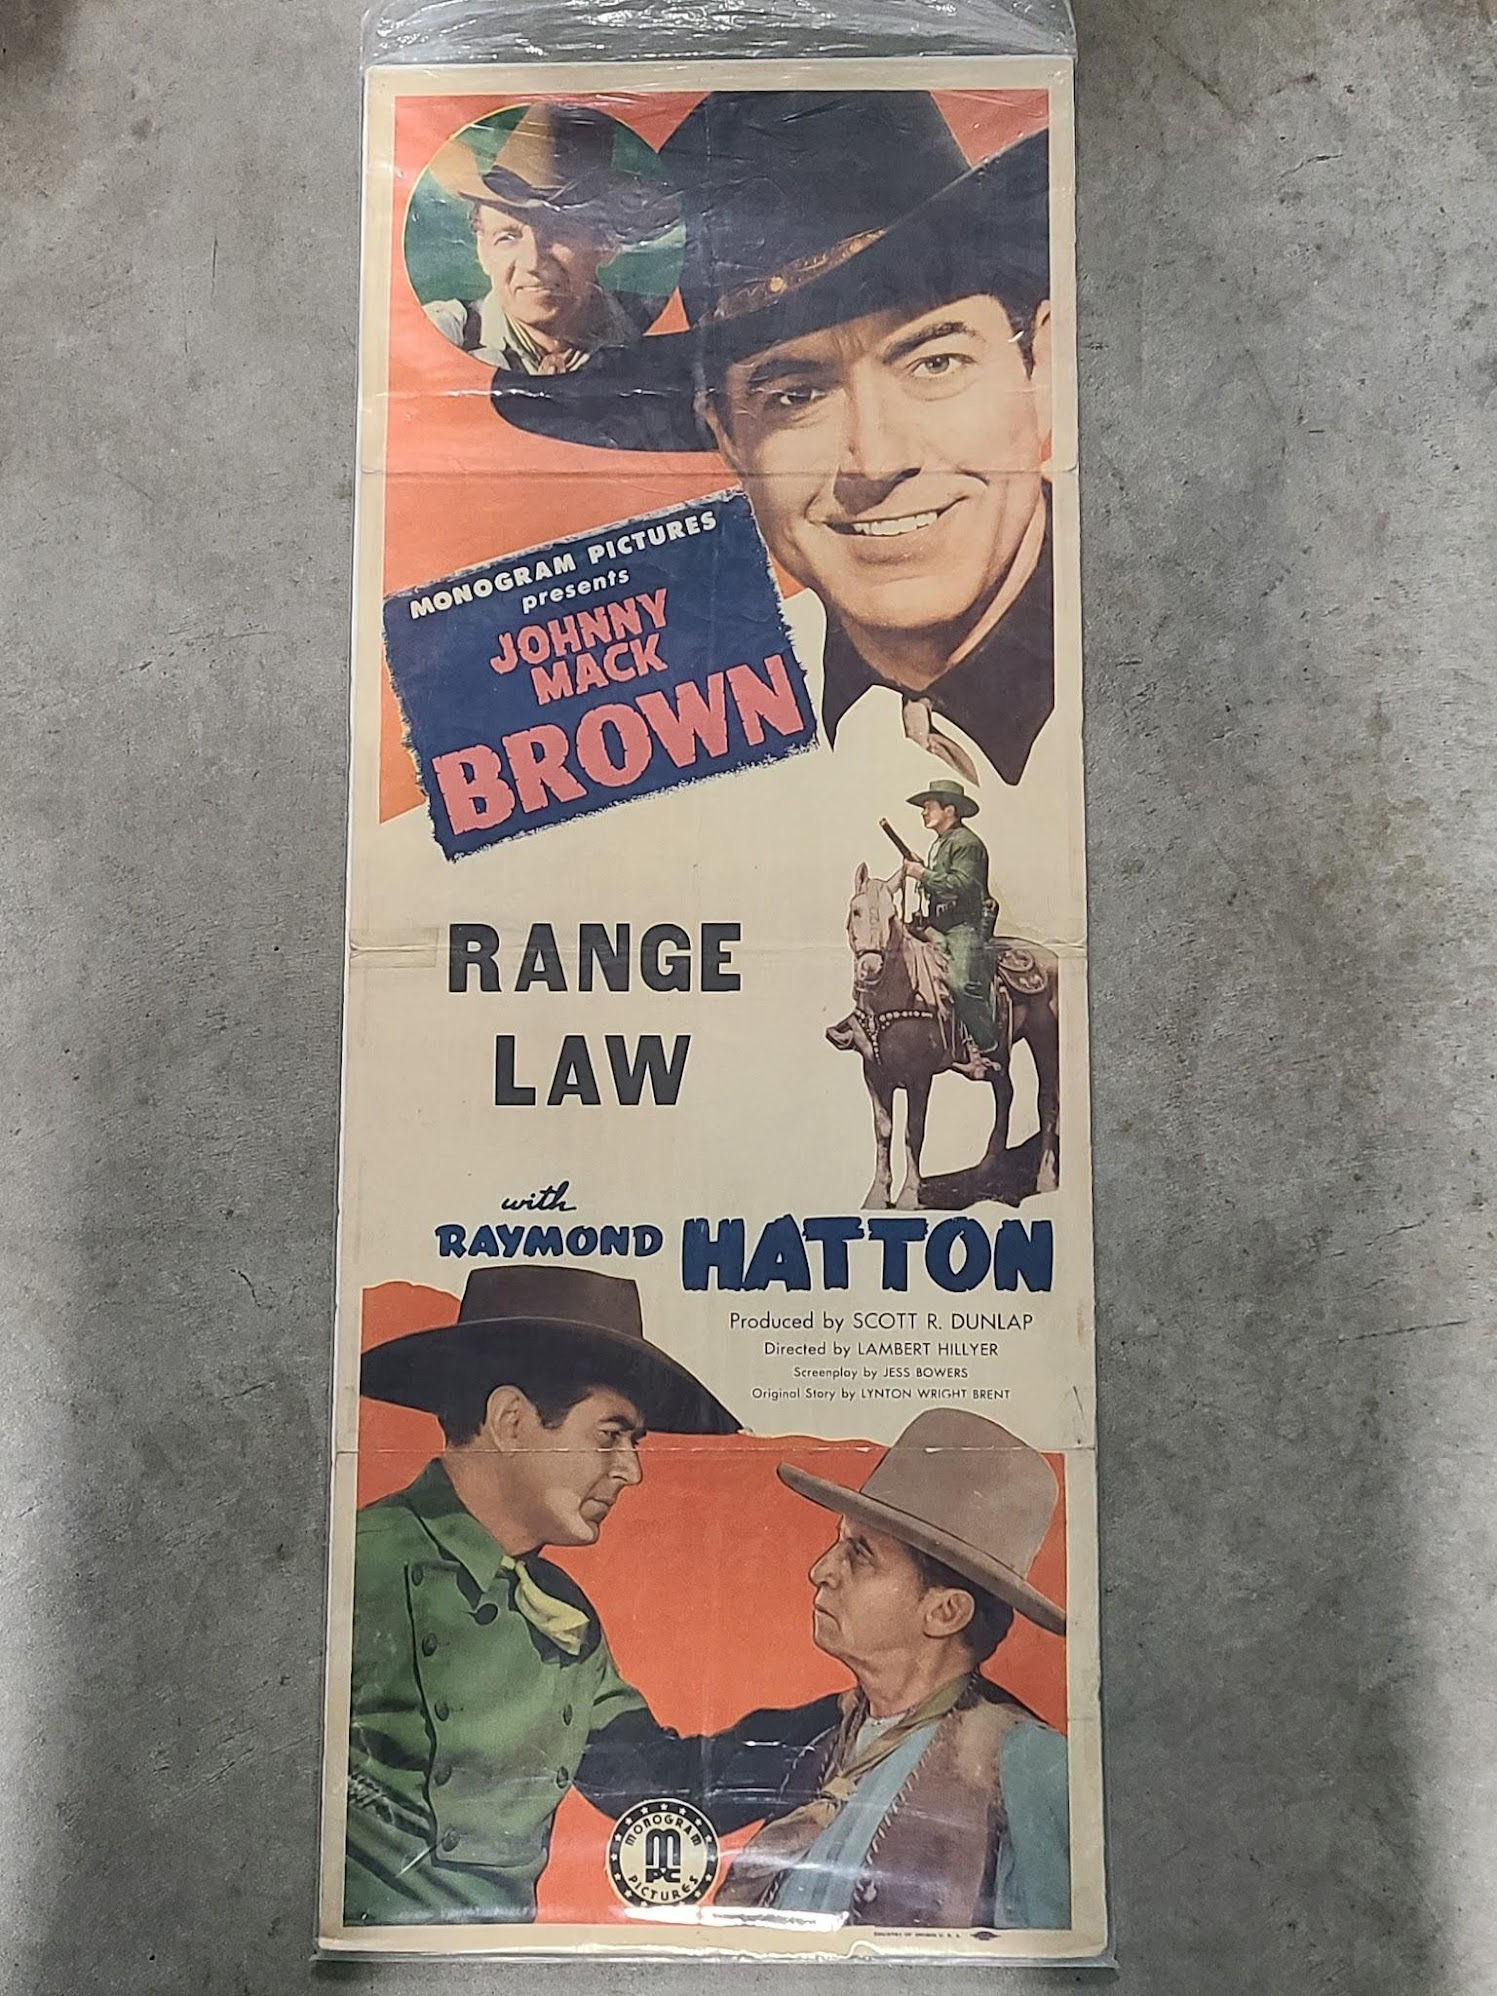 MONOGRAM PICTURES
presents
JOHNNY
MACK
BROWN
RANGE
LAW
with
RAYMOND HATTON
Produced by SCOTT R. DUNLAP
Directed by LAMBERT HILLYER
Screenplay by JESS BOWERS
Original Story by LYNTON WRIGHT BRENT
MONOGRAM
M
PC
PICTURES